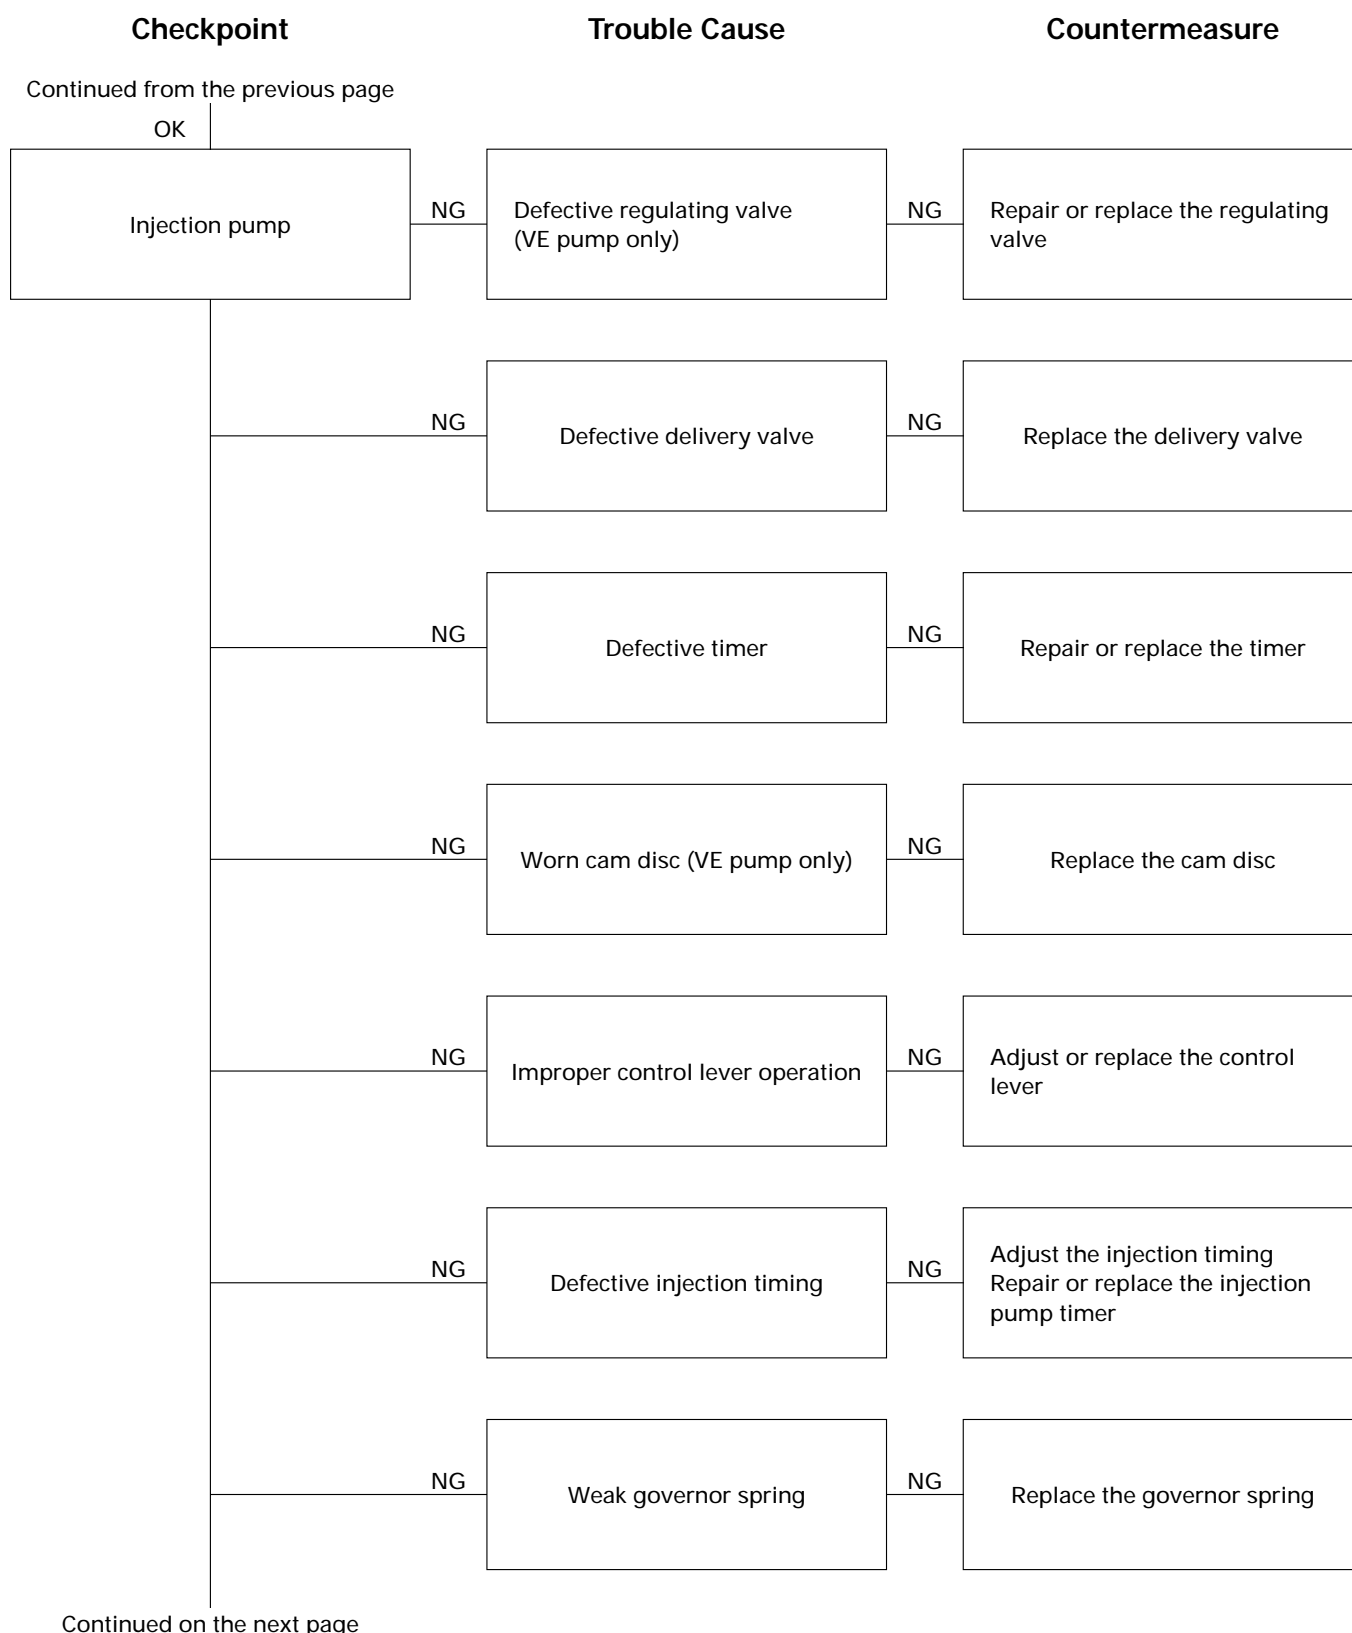 Checkpoint
Trouble Cause
Countermeasure
Continued from the previous page
OK
Injection pump
NG
Defective regulating valve
(VE pump only)
NG
Repair or replace the regulating
valve
NG
Defective delivery valve
NG
Replace the delivery valve
NG
Defective timer
NG
Repair or replace the timer
NG
Worn cam disc (VE pump only)
NG
Replace the cam disc
NG
Improper control lever operation
NG
Adjust or replace the control
lever
NG
Defective injection timing
NG
Adjust the injection timing
Repair or replace the injection
pump timer
NG
Weak governor spring
NG
Replace the governor spring
Continued on the next page